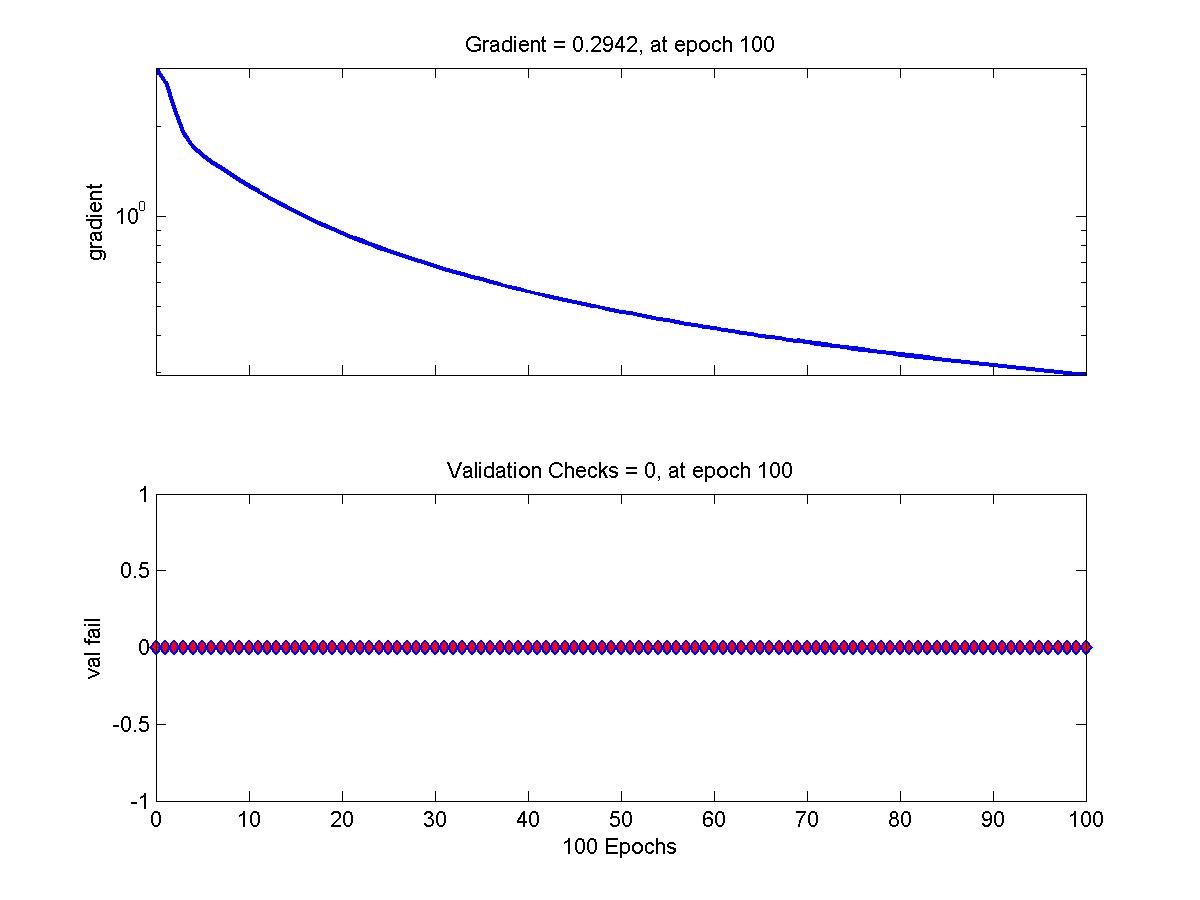 Gradient = 0.2942, at epoch 100
gradient
10^0
Validation Checks = 0, at epoch 100
val fail
1
0.5
0
-0.5
-1
0 10 20 30 40 50 60 70 80 90 100
100 Epochs